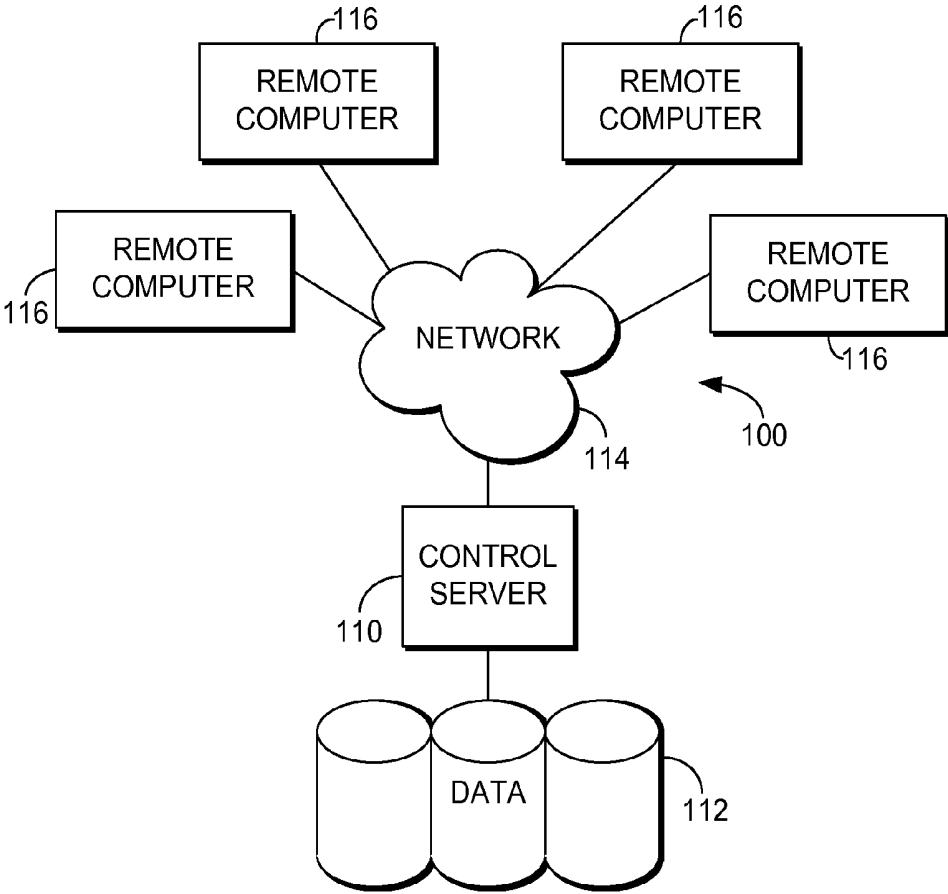 116
REMOTE
COMPUTER
116
REMOTE
COMPUTER
REMOTE
COMPUTER
116
REMOTE
COMPUTER
116
NETWORK
114
100
CONTROL
SERVER
110
DATA
112